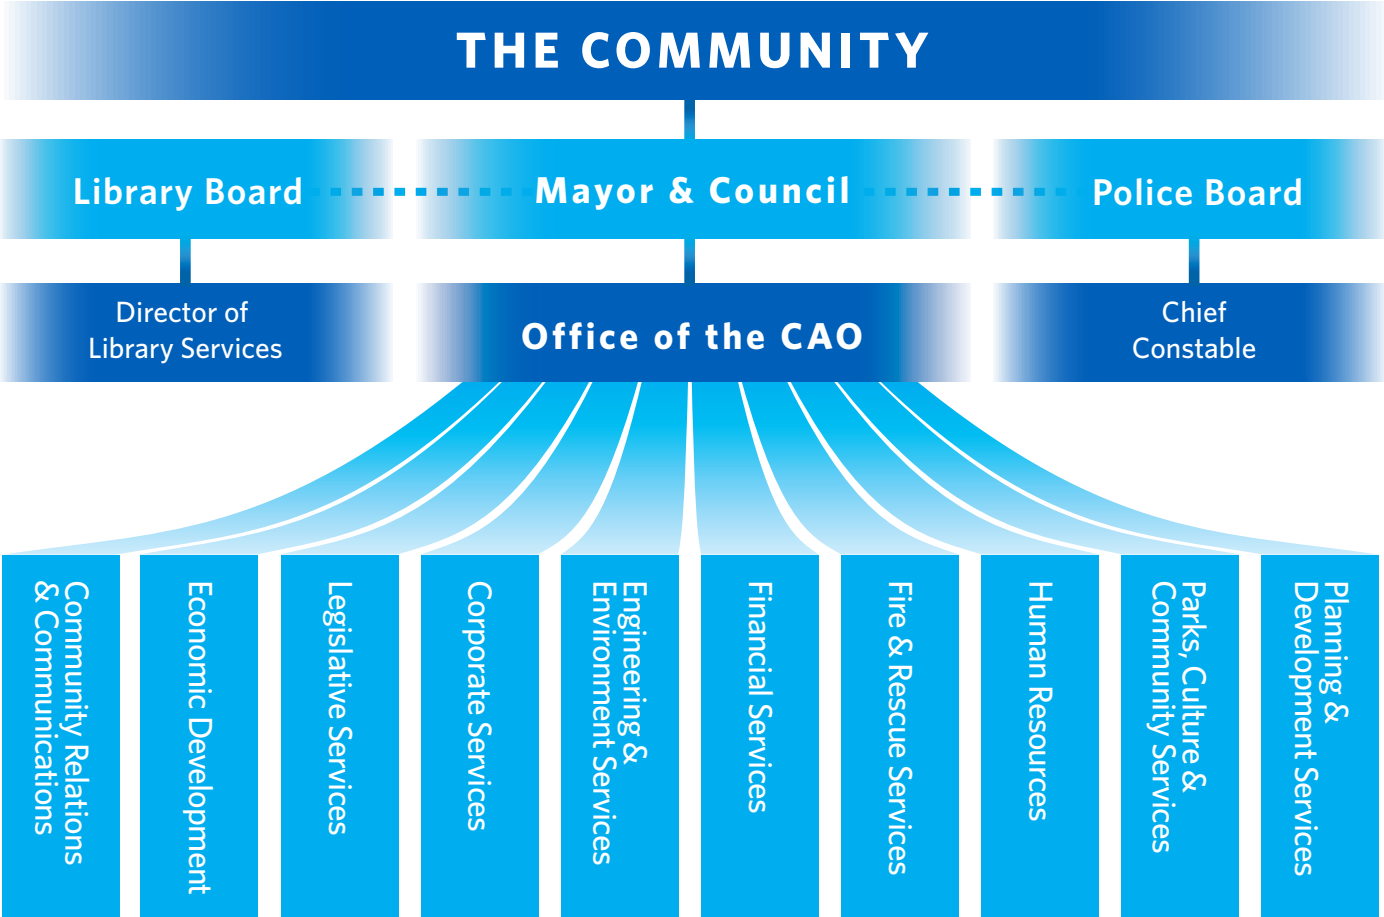 THE COMMUNITY
Library Board
Mayor & Council
Police Board
Director of
Library Services
Office of the CAO
Chief
Constable
Community Relations
& Communications
Economic Development
Legislative Services
Corporate Services
Engineering &
Environment Services
Financial Services
Fire & Rescue Services
Human Resources
Parks, Culture &
Community Services
Planning &
Development Services